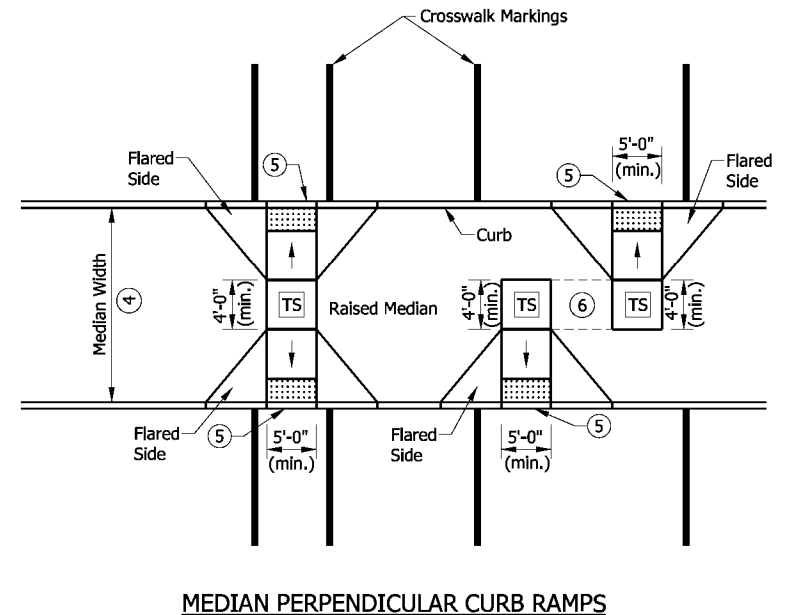 Crosswalk Markings
5'-0"
(min.)
Flared
Side
5
5
Flared
Side
Curb
Median Width
4
4'-0"
(min.)
TS
Raised Median
4'-0"
(min.)
TS
6
TS
4'-0"
(min.)
Flared
Side
5
5'-0"
(min.)
Flared
Side
5'-0"
(min.)
5
MEDIAN PERPENDICULAR CURB RAMPS